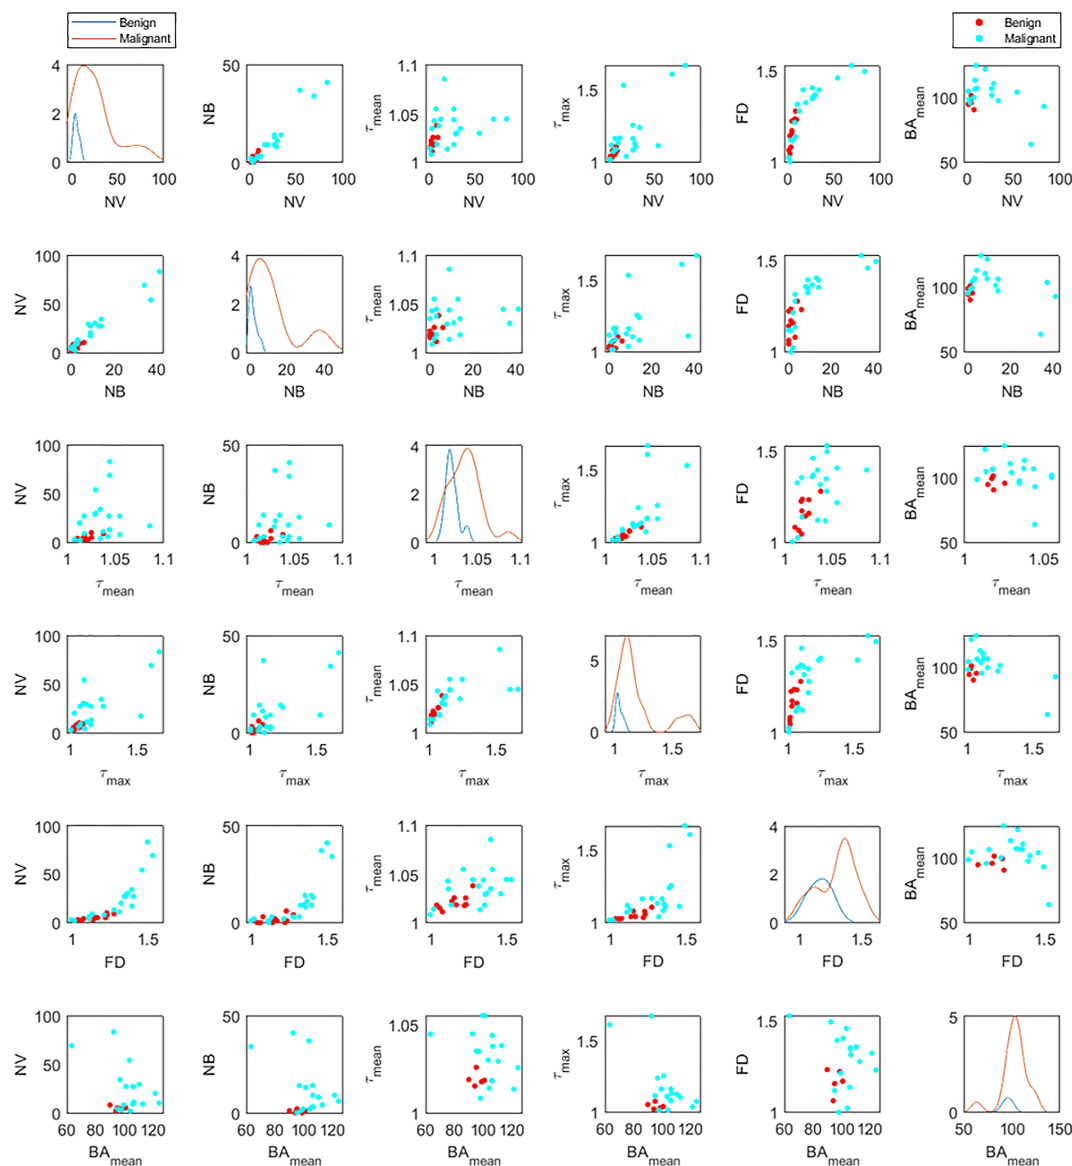 Benign
Malignant
Benign
Malignant
4
2
0
0 50 100
NV
NB
50
0
0 50 100
NV
τmean
1.1
1.05
1
0 50 100
NV
τmax
1.5
1
0 50 100
NV
FD
1.5
1
0 50 100
NV
BAmean
100
50
0 50 100
NV
NV
100
50
0
0 20 40
NB
4
2
0
0 20 40
NB
τmean
1.1
1.05
1
0 20 40
NB
τmax
1.5
1
0 20 40
NB
FD
1.5
1
0 20 40
NB
BAmean
100
50
0 20 40
NB
NV
100
50
0
1 1.05 1.1
τmean
NB
50
0
1 1.05 1.1
τmean
4
2
0
1 1.05 1.1
τmean
τmax
1.5
1
1 1.05 1.1
τmean
FD
1.5
1
1 1.05 1.1
τmean
BAmean
100
50
1 1.05
τmean
NV
100
50
0
1 1.5
τmax
NB
50
0
1 1.5
τmax
τmean
1.1
1.05
1
1 1.5
τmax
5
0
1 1.5
τmax
FD
1.5
1
1 1.5
τmax
BAmean
100
50
1 1.5
τmax
NV
100
50
0
1 1.5
FD
NB
50
0
1 1.5
FD
τmean
1.1
1.05
1
1 1.5
FD
τmax
1.5
1
1 1.5
FD
4
2
0
1 1.5
FD
BAmean
100
50
1 1.5
FD
NV
100
50
0
60 80 100 120
BAmean
NB
50
0
60 80 100 120
BAmean
τmean
1.05
1
60 80 100 120
BAmean
τmax
1.5
1
60 80 100 120
BAmean
FD
1.5
1
60 80 100 120
BAmean
5
0
50 100 150
BAmean